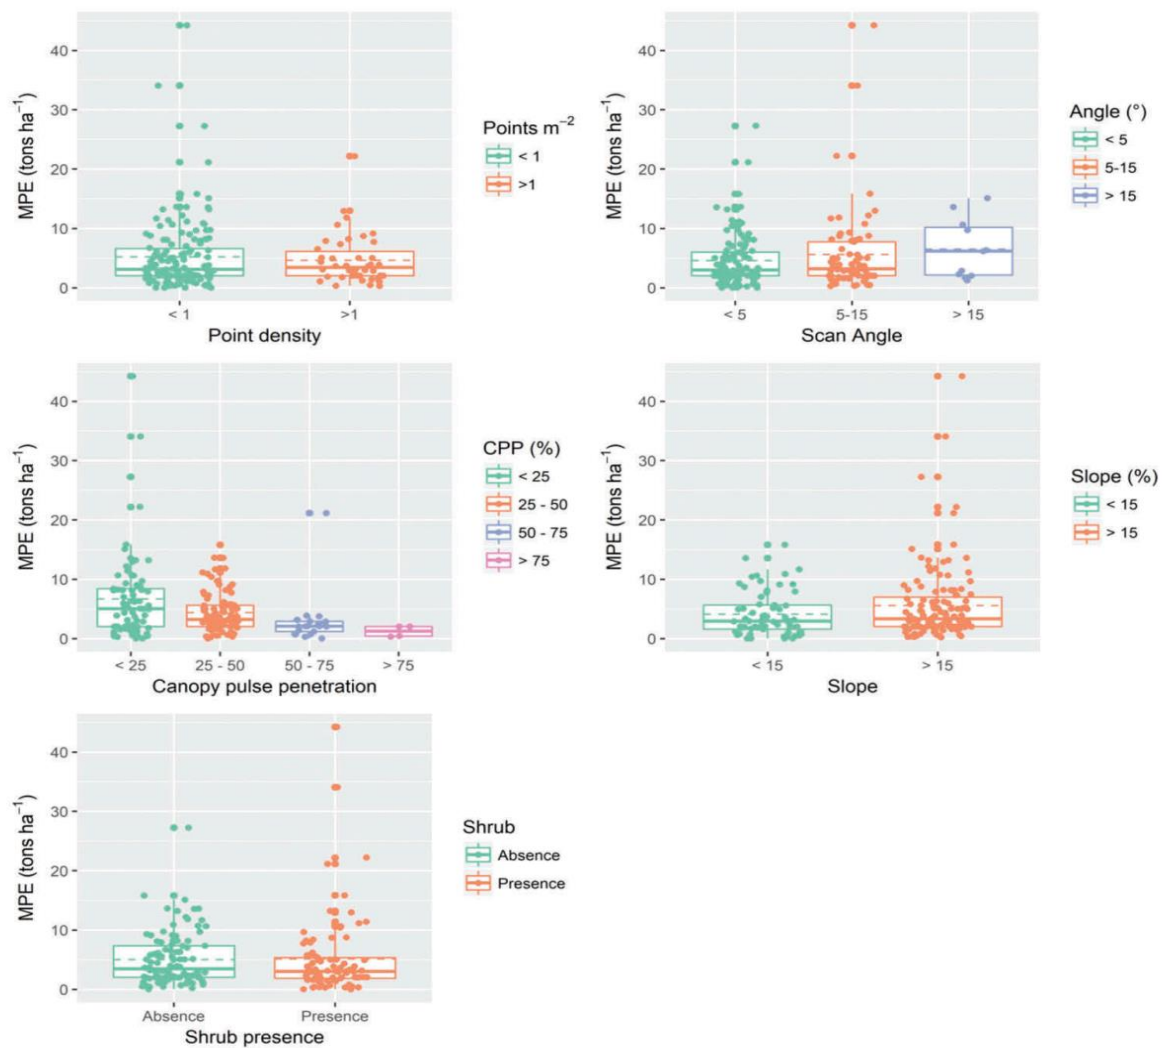 MPE (tons ha⁻¹)
40
30
20
10
0
< 1
>1
Point density
Points m⁻²
< 1
>1
MPE (tons ha⁻¹)
40
30
20
10
0
< 5
5-15
> 15
Scan Angle
Angle (°)
< 5
5-15
> 15
MPE (tons ha⁻¹)
40
30
20
10
0
< 25
25 - 50
50 - 75
> 75
Canopy pulse penetration
CPP (%)
< 25
25 - 50
50 - 75
> 75
MPE (tons ha⁻¹)
40
30
20
10
0
< 15
> 15
Slope
Slope (%)
< 15
> 15
MPE (tons ha⁻¹)
40
30
20
10
0
Absence
Presence
Shrub presence
Shrub
Absence
Presence